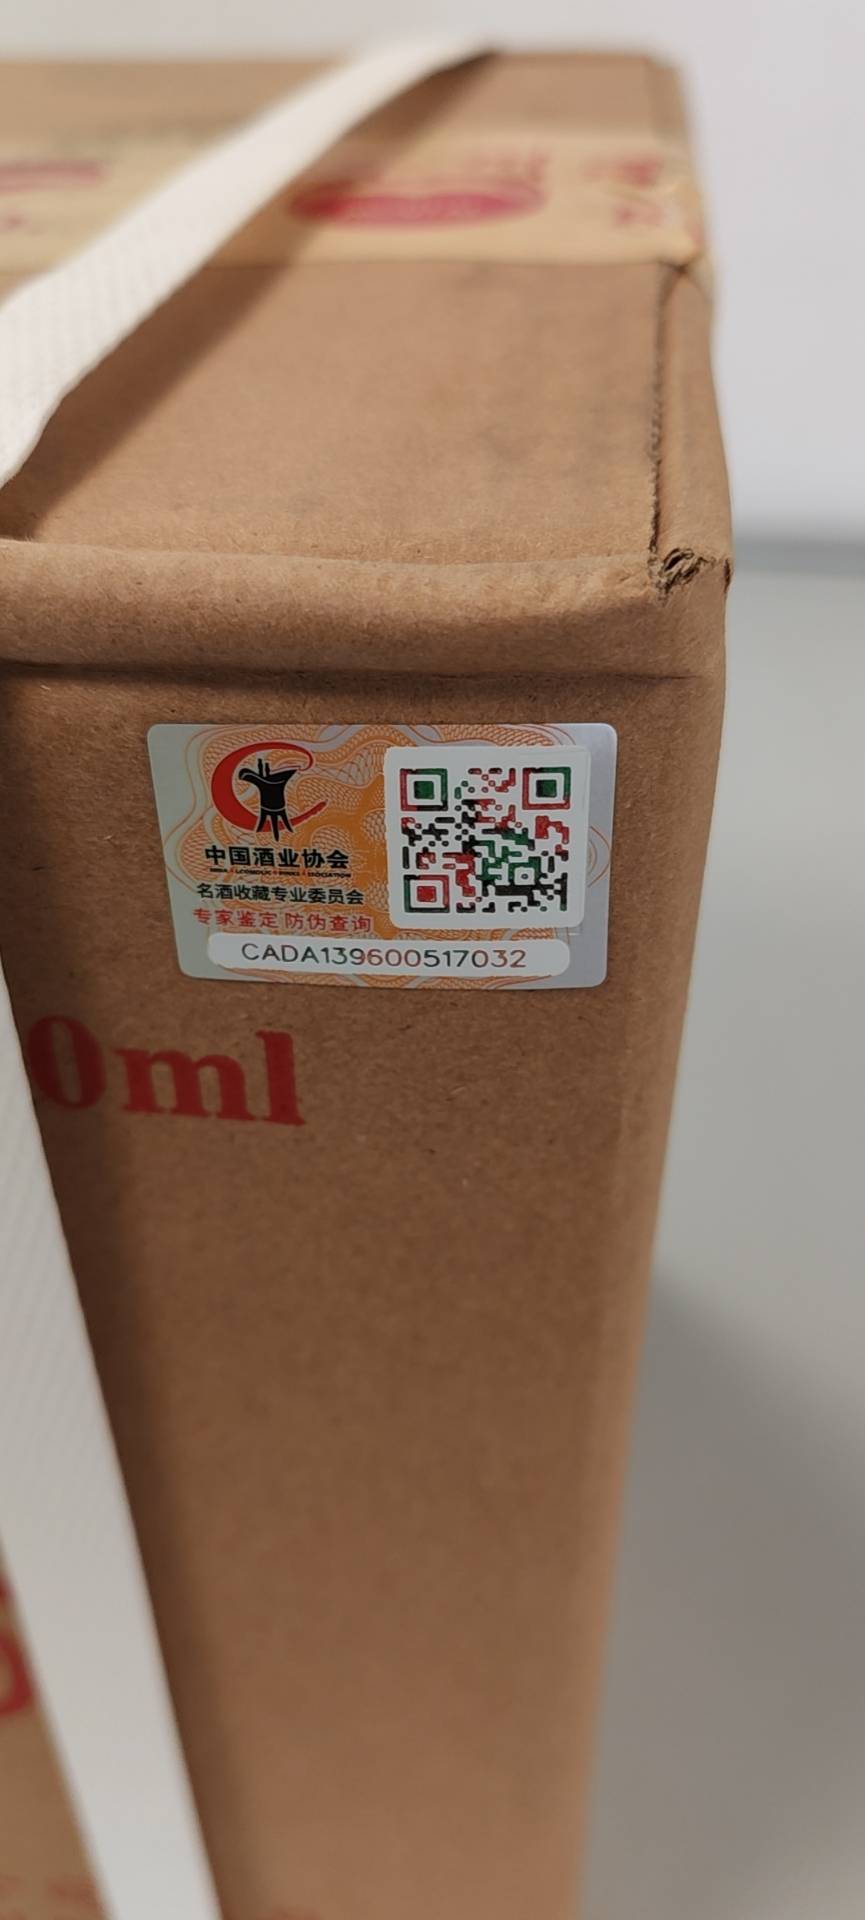 中国酒业协会
名酒收藏专业委员会
专家鉴定 防伪查询
CADA139600517032
0ml